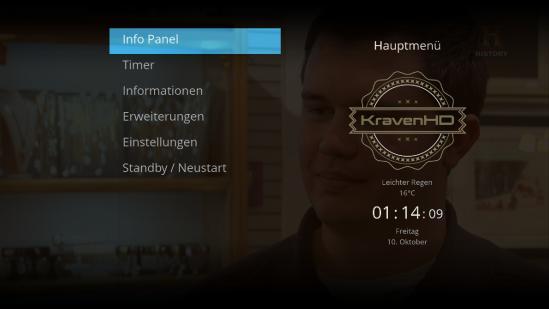 Info Panel
Timer
Informationen
Erweiterungen
Einstellungen
Standby / Neustart
Hauptmenü
HISTORY
KravenHD
Leichter Regen
16°C
01:14:09
Freitag
10. Oktober